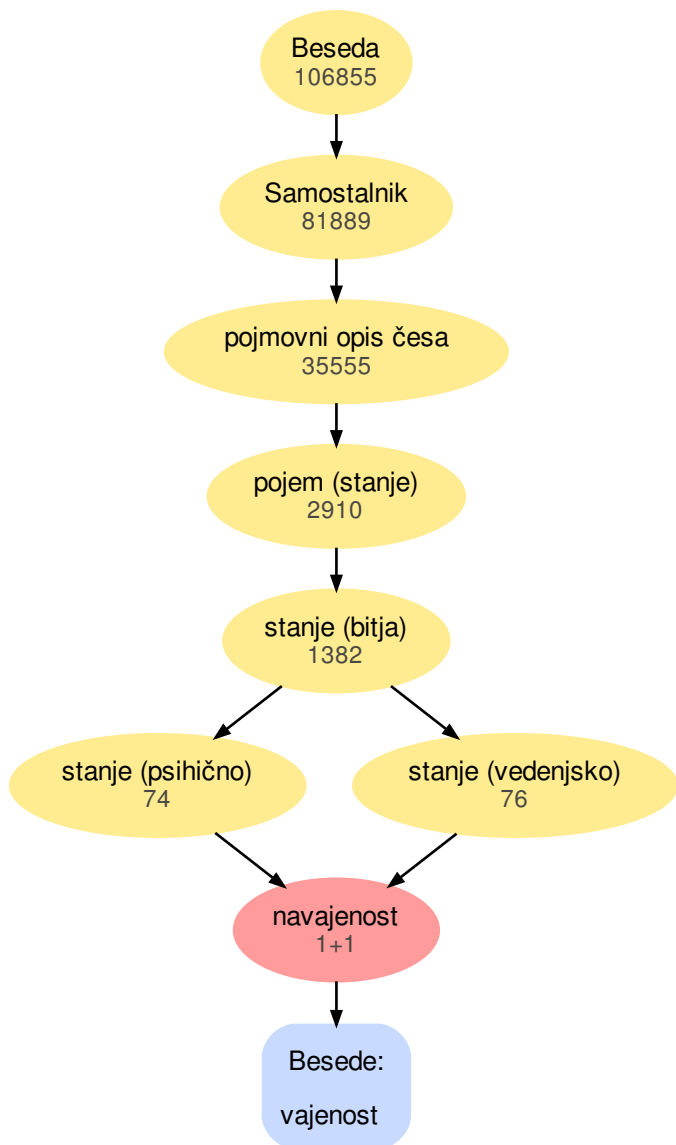 Beseda
106855
Samostalnik
81889
pojmovni opis česa
35555
pojem (stanje)
2910
stanje (bitja)
1382
stanje (psihično)
74
stanje (vedenjsko)
76
navajenost
1+1
Besede:
vajenost